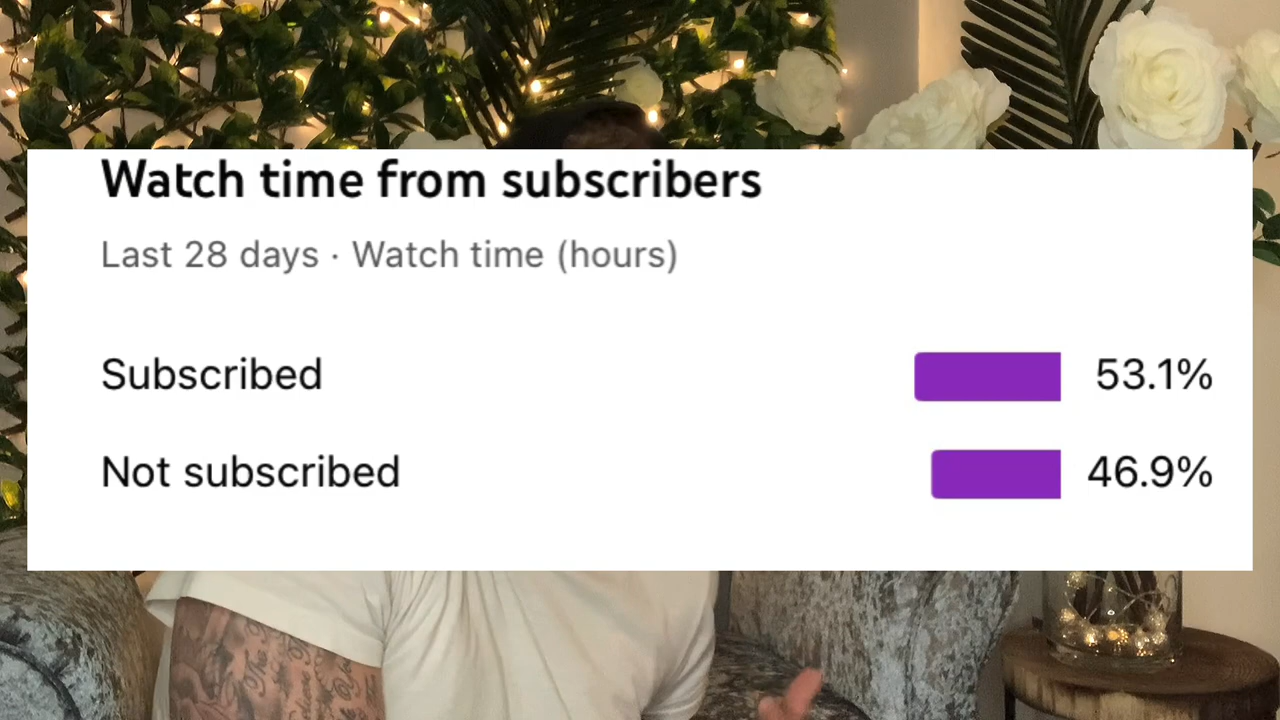 Watch time from subscribers
Last 28 days · Watch time (hours)
Subscribed 53.1%
Not subscribed 46.9%